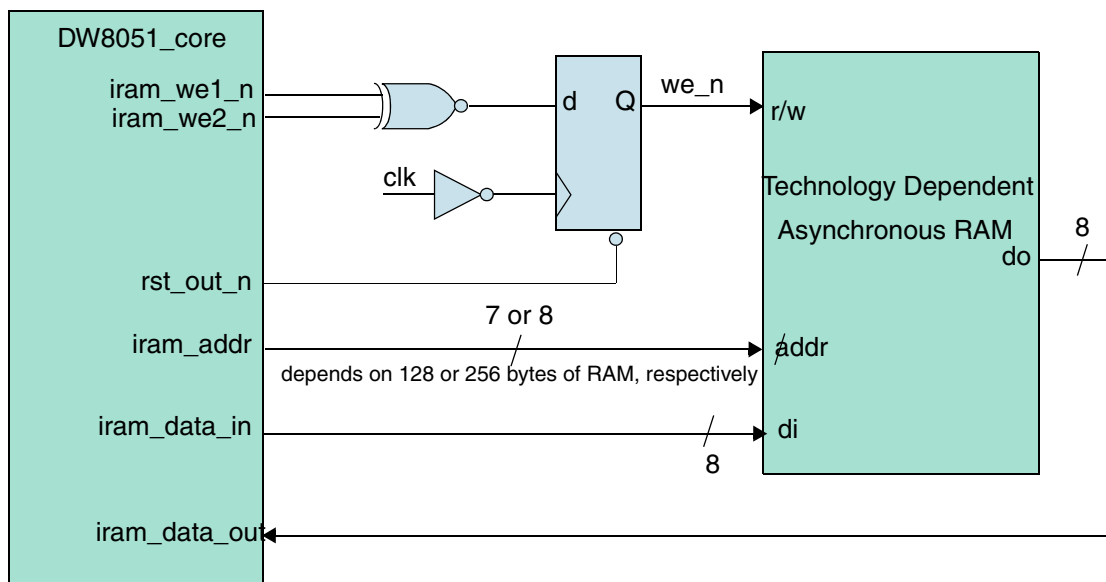 DW8051_core
iram_we1_n
iram_we2_n
d
Q
we_n
r/w
clk
Technology Dependent
Asynchronous RAM
8
do
rst_out_n
7 or 8
iram_addr
addr
depends on 128 or 256 bytes of RAM, respectively
iram_data_in
di
8
iram_data_out